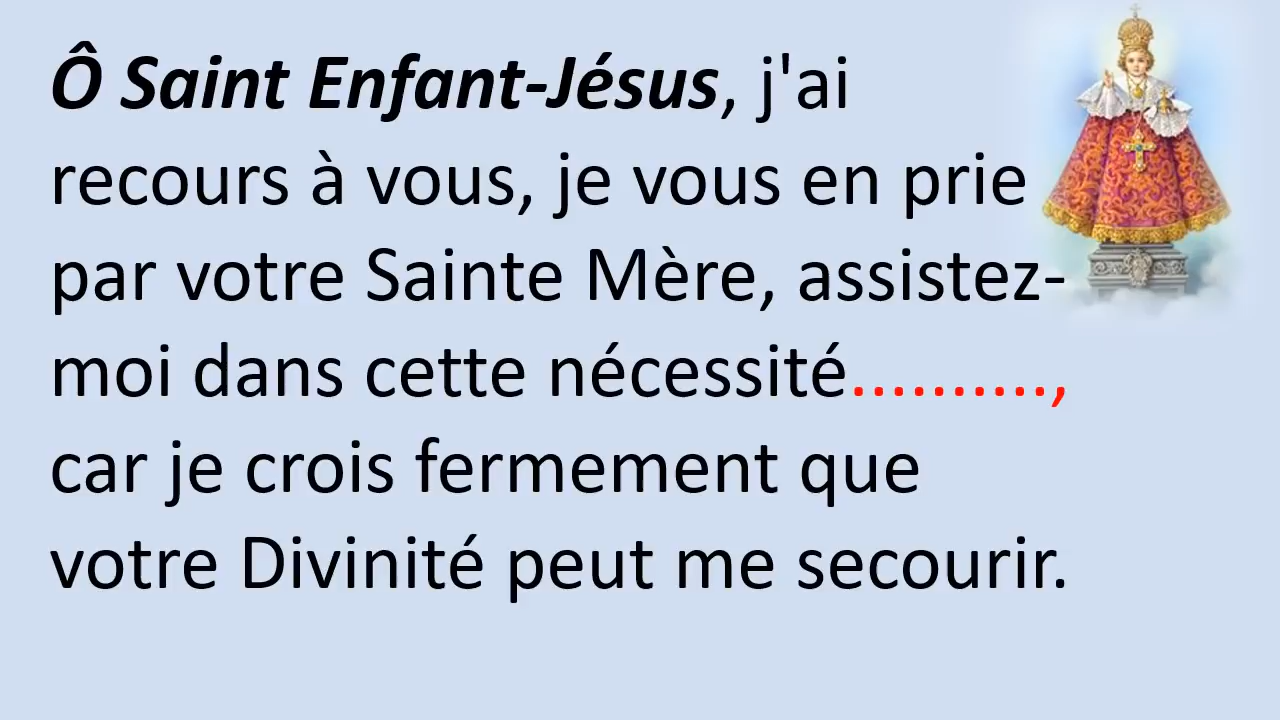 Ô Saint Enfant-Jésus, j'ai
recours à vous, je vous en prie
par votre Sainte Mère, assistez-
moi dans cette nécessité..........,
car je crois fermement que
votre Divinité peut me secourir.